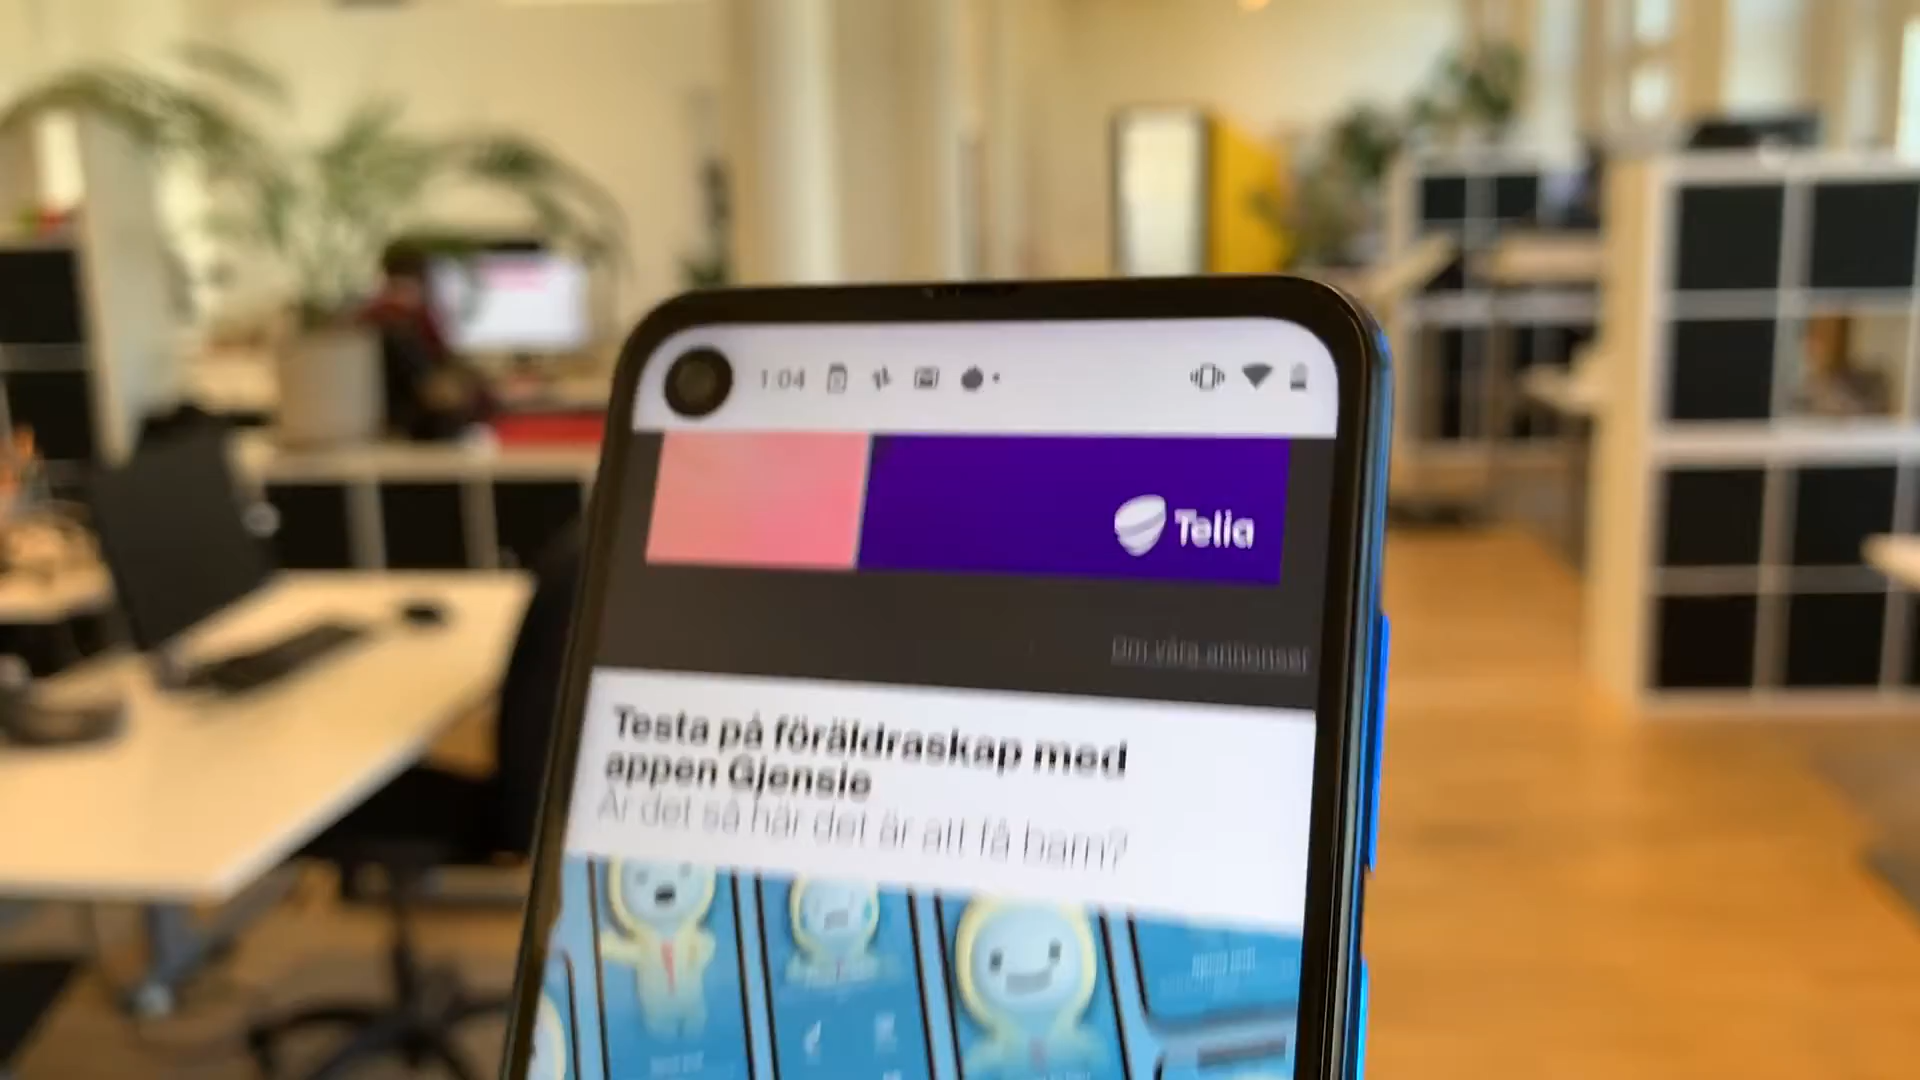 1:04
Telia
Om våra annonser
Testa på föräldraskap med
appen Gjensie
Är det så här det är att få barn?